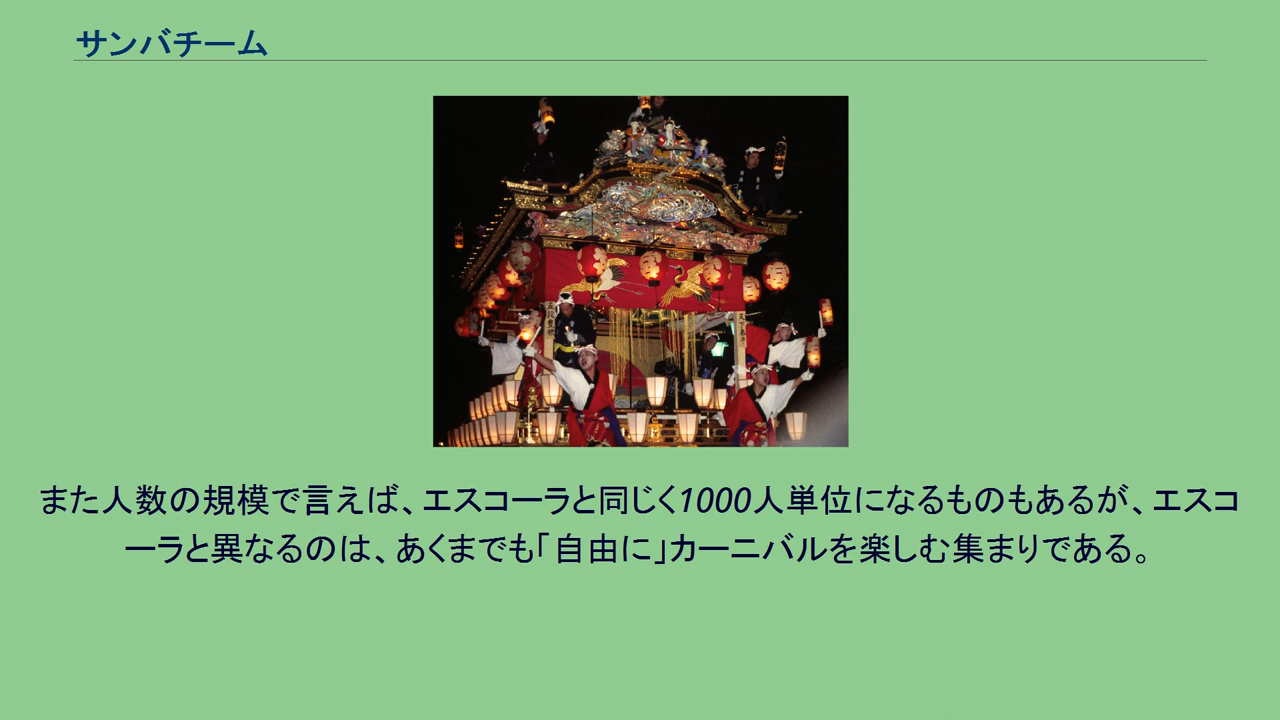 サンバチーム
また人数の規模で言えば、エスコーラと同じく1000人単位になるものもあるが、エスコ
ーラと異なるのは、あくまでも「自由に」カーニバルを楽しむ集まりである。